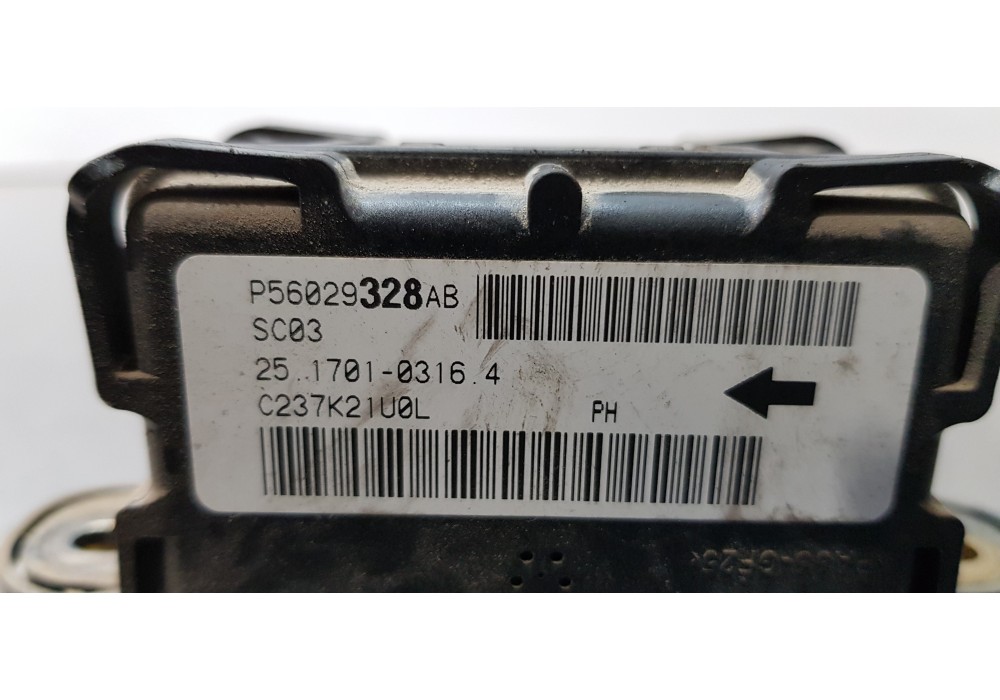 P56029328AB
SC03
25.1701-0316.4
C237K21U0L PH